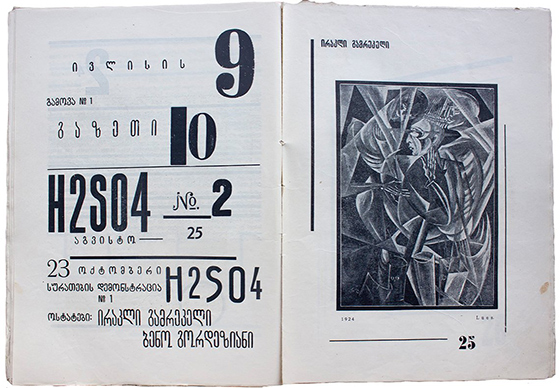 ივლისის 9
გამოვა № 1
გაზეთი 10
H2SO4 No. 2
აგვისტო — 25
23 ოქტომბერი
სურათების დემონსტრაცია H2SO4
№ 1
ოსტატები: ირაკლი გამრეკელი
ბენო გორდეზიანი
ირაკლი გამრეკელი
1924
25